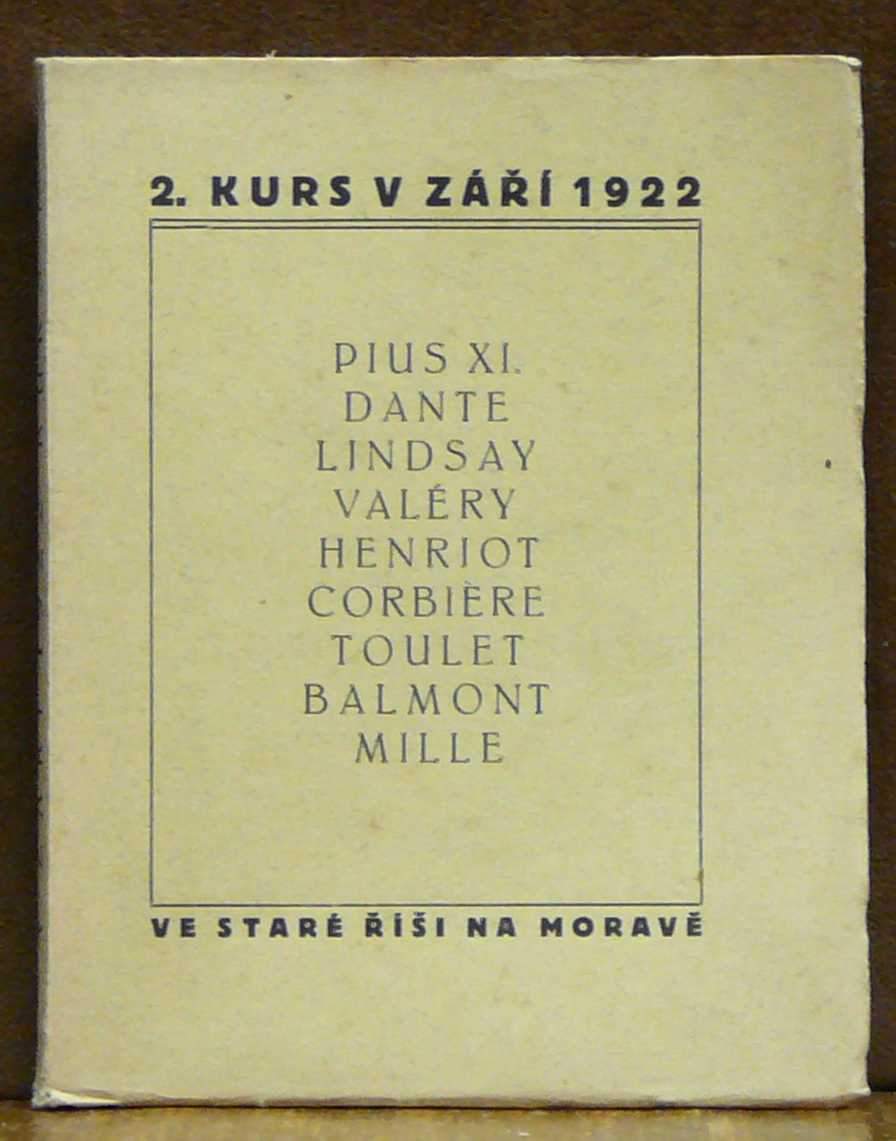 2. KURS V ZÁŘÍ 1922
PIUS XI.
DANTE
LINDSAY
VALÉRY
HENRIOT
CORBIÈRE
TOULET
BALMONT
MILLE
VE STARÉ ŘÍŠI NA MORAVĚ